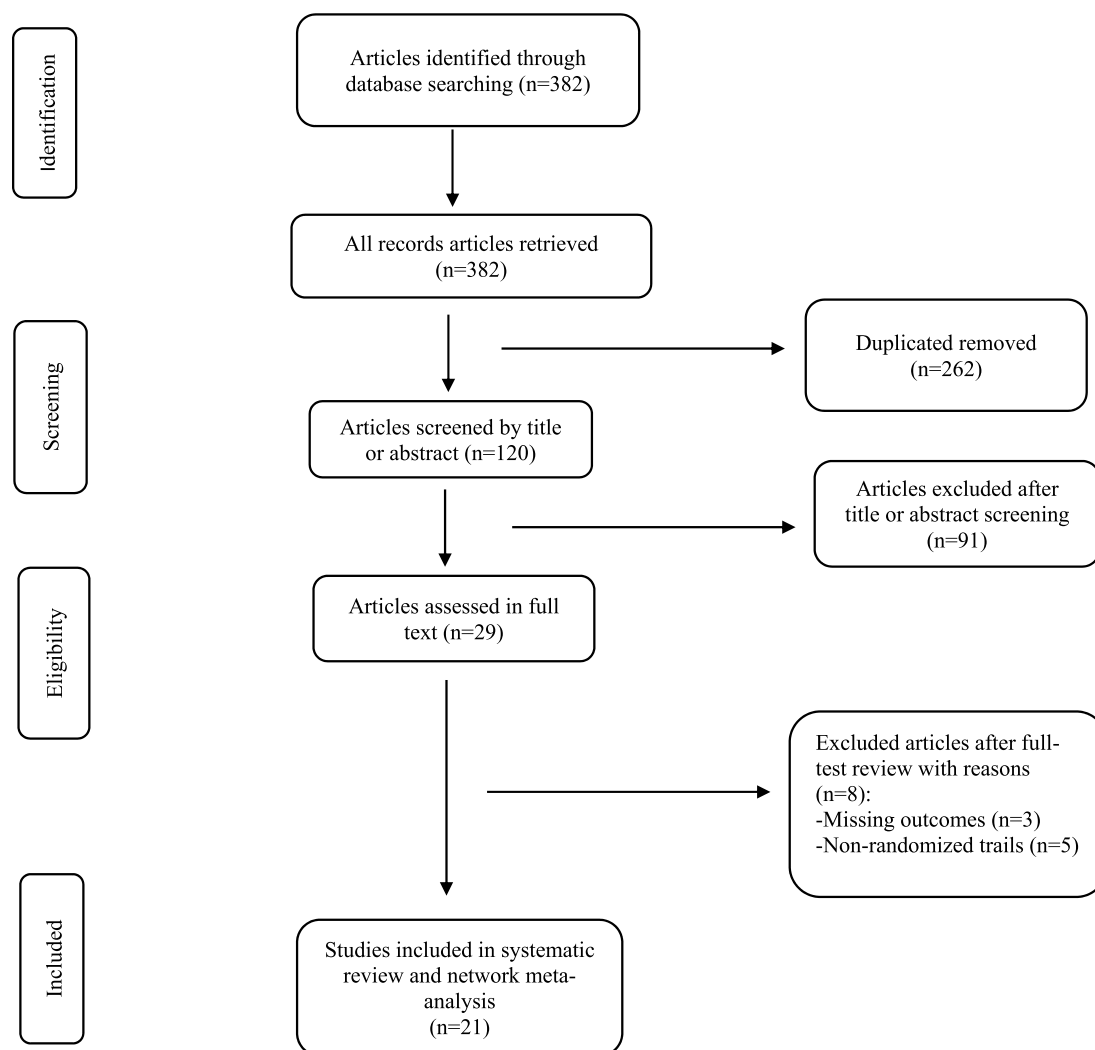 Identification
Articles identified through
database searching (n=382)
All records articles retrieved
(n=382)
Screening
Duplicated removed
(n=262)
Articles screened by title
or abstract (n=120)
Articles excluded after
title or abstract screening
(n=91)
Eligibility
Articles assessed in full
text (n=29)
Excluded articles after full-
test review with reasons
(n=8):
-Missing outcomes (n=3)
-Non-randomized trails (n=5)
Included
Studies included in systematic
review and network meta-
analysis
(n=21)